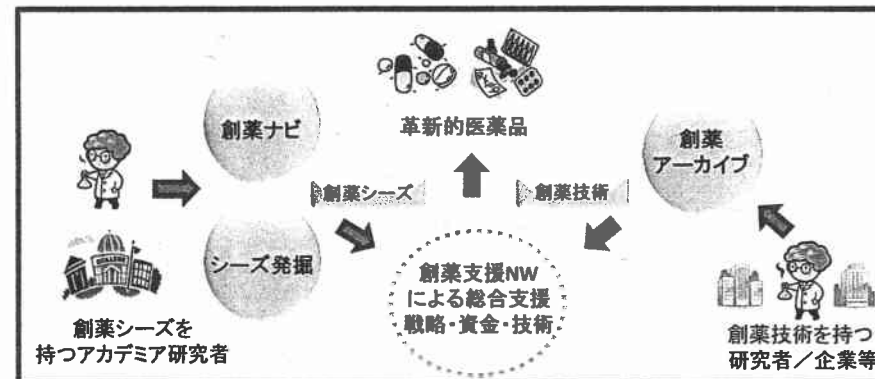 創薬ナビ
革新的医薬品
創薬
アーカイブ
創薬シーズ
創薬技術
シーズ発掘
創薬支援NW
による総合支援
戦略・資金・技術
創薬シーズを
持つアカデミア研究者
創薬技術を持つ
研究者/企業等